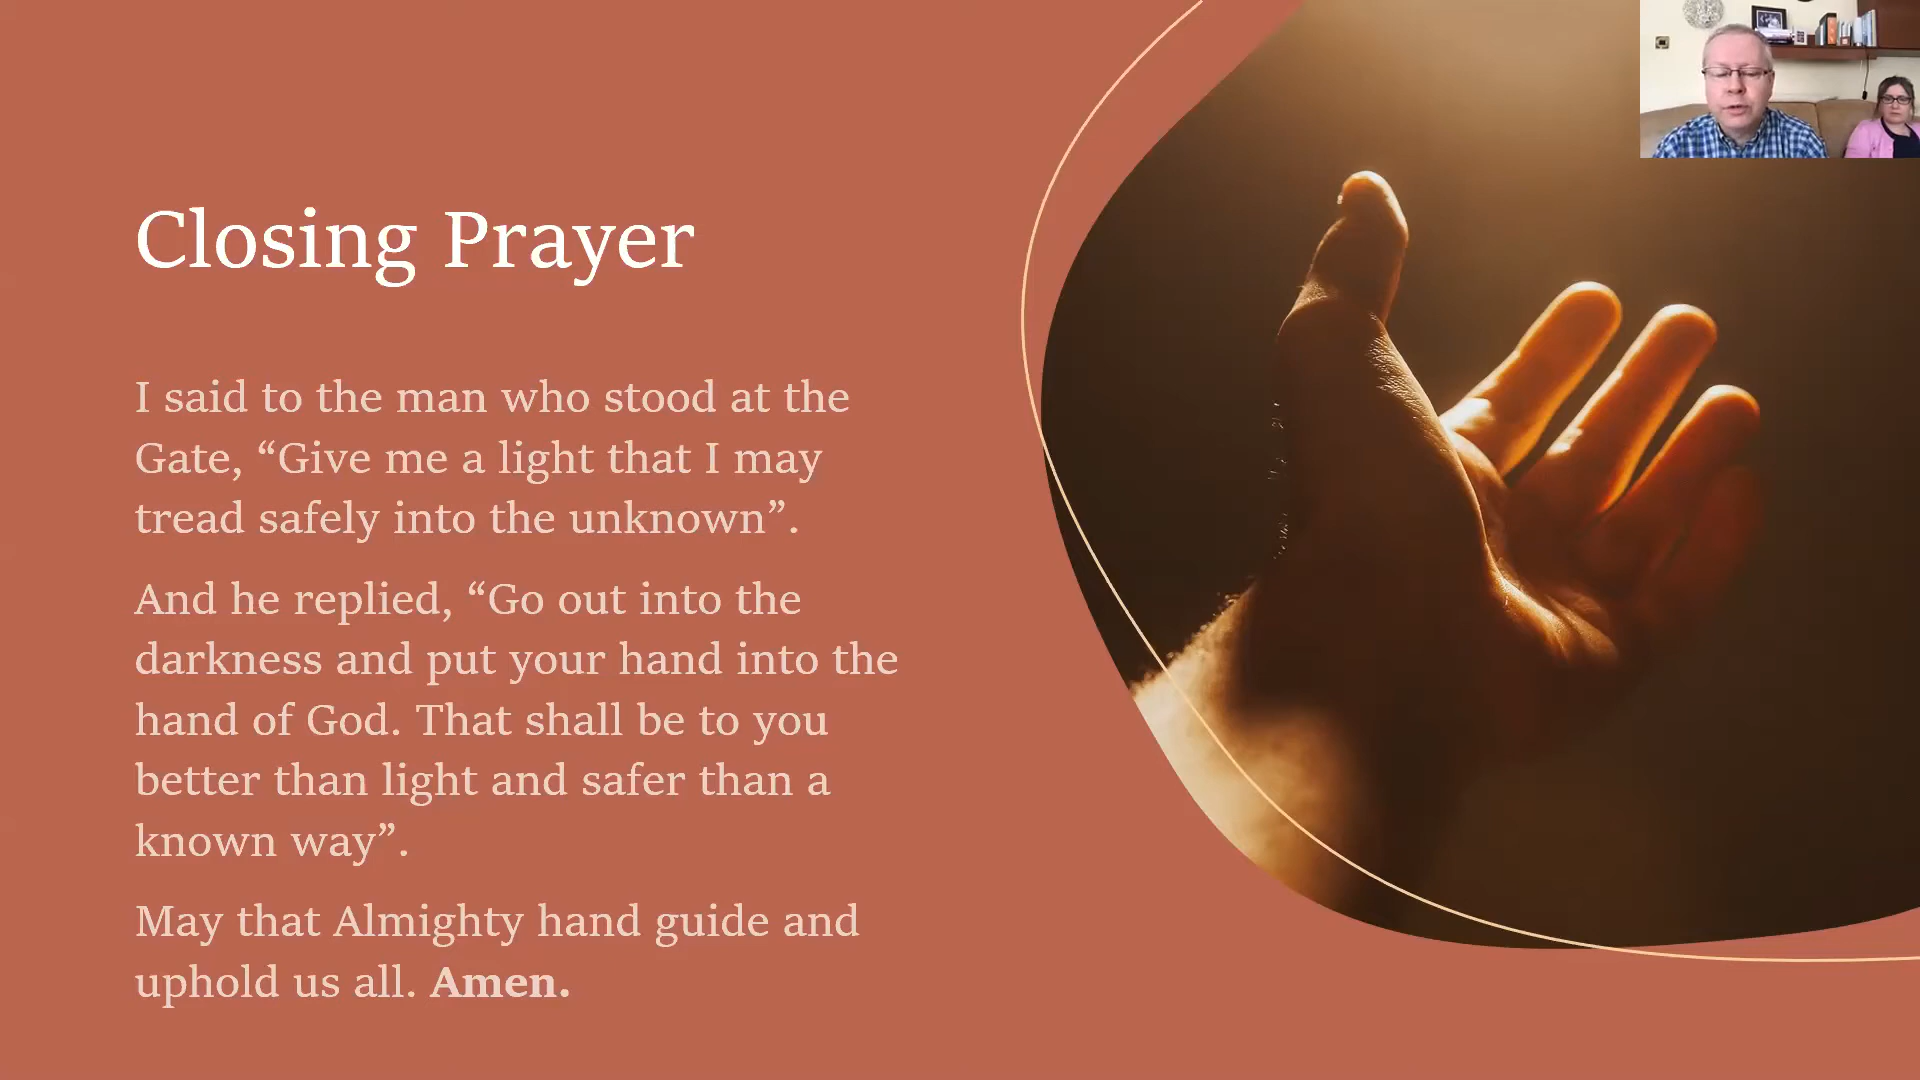 Closing Prayer
I said to the man who stood at the
Gate, “Give me a light that I may
tread safely into the unknown”.
And he replied, “Go out into the
darkness and put your hand into the
hand of God. That shall be to you
better than light and safer than a
known way”.
May that Almighty hand guide and
uphold us all. Amen.